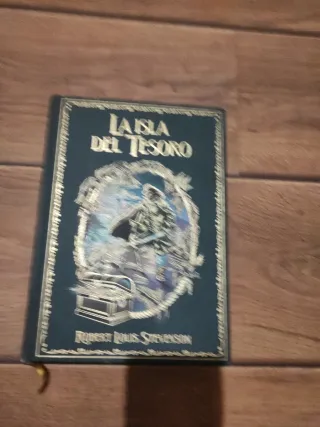 LA ISLA
DEL TESORO
ROBERT LOUIS STEVENSON